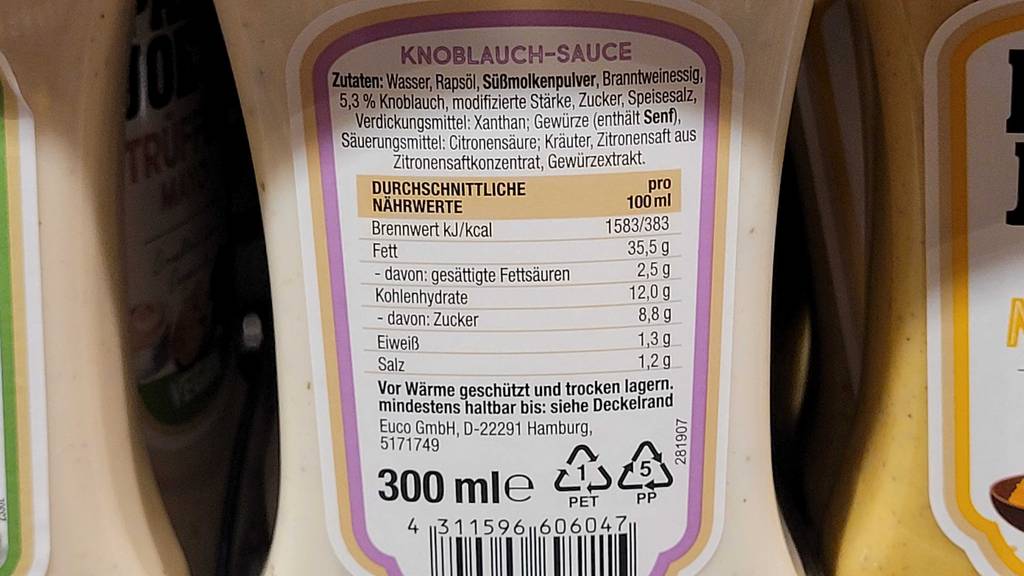 KNOBLAUCH-SAUCE
Zutaten: Wasser, Rapsöl, Süßmolkenpulver, Branntweinessig,
5,3 % Knoblauch, modifizierte Stärke, Zucker, Speisesalz,
Verdickungsmittel: Xanthan; Gewürze (enthält Senf),
Säuerungsmittel: Citronensäure; Kräuter, Zitronensaft aus
Zitronensaftkonzentrat, Gewürzextrakt.
DURCHSCHNITTLICHE NÄHRWERTE pro 100 ml
Brennwert kJ/kcal 1583/383
Fett 35,5 g
- davon: gesättigte Fettsäuren 2,5 g
Kohlenhydrate 12,0 g
- davon: Zucker 8,8 g
Eiweiß 1,3 g
Salz 1,2 g
Vor Wärme geschützt und trocken lagern.
mindestens haltbar bis: siehe Deckelrand
Euco GmbH, D-22291 Hamburg,
5171749
281907
300 ml e
1 PET
5 PP
4 311596 606047